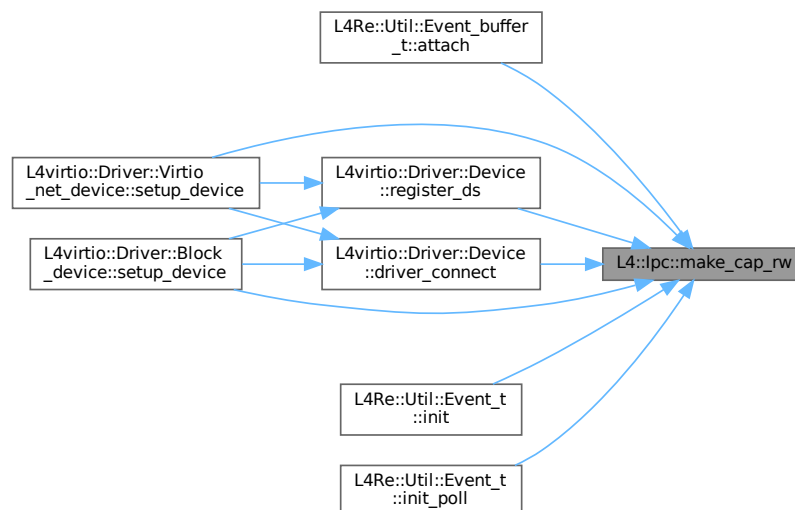 L4Re::Util::Event_buffer
_t::attach
L4virtio::Driver::Virtio
_net_device::setup_device
L4virtio::Driver::Device
::register_ds
L4virtio::Driver::Block
_device::setup_device
L4virtio::Driver::Device
::driver_connect
L4::Ipc::make_cap_rw
L4Re::Util::Event_t
::init
L4Re::Util::Event_t
::init_poll